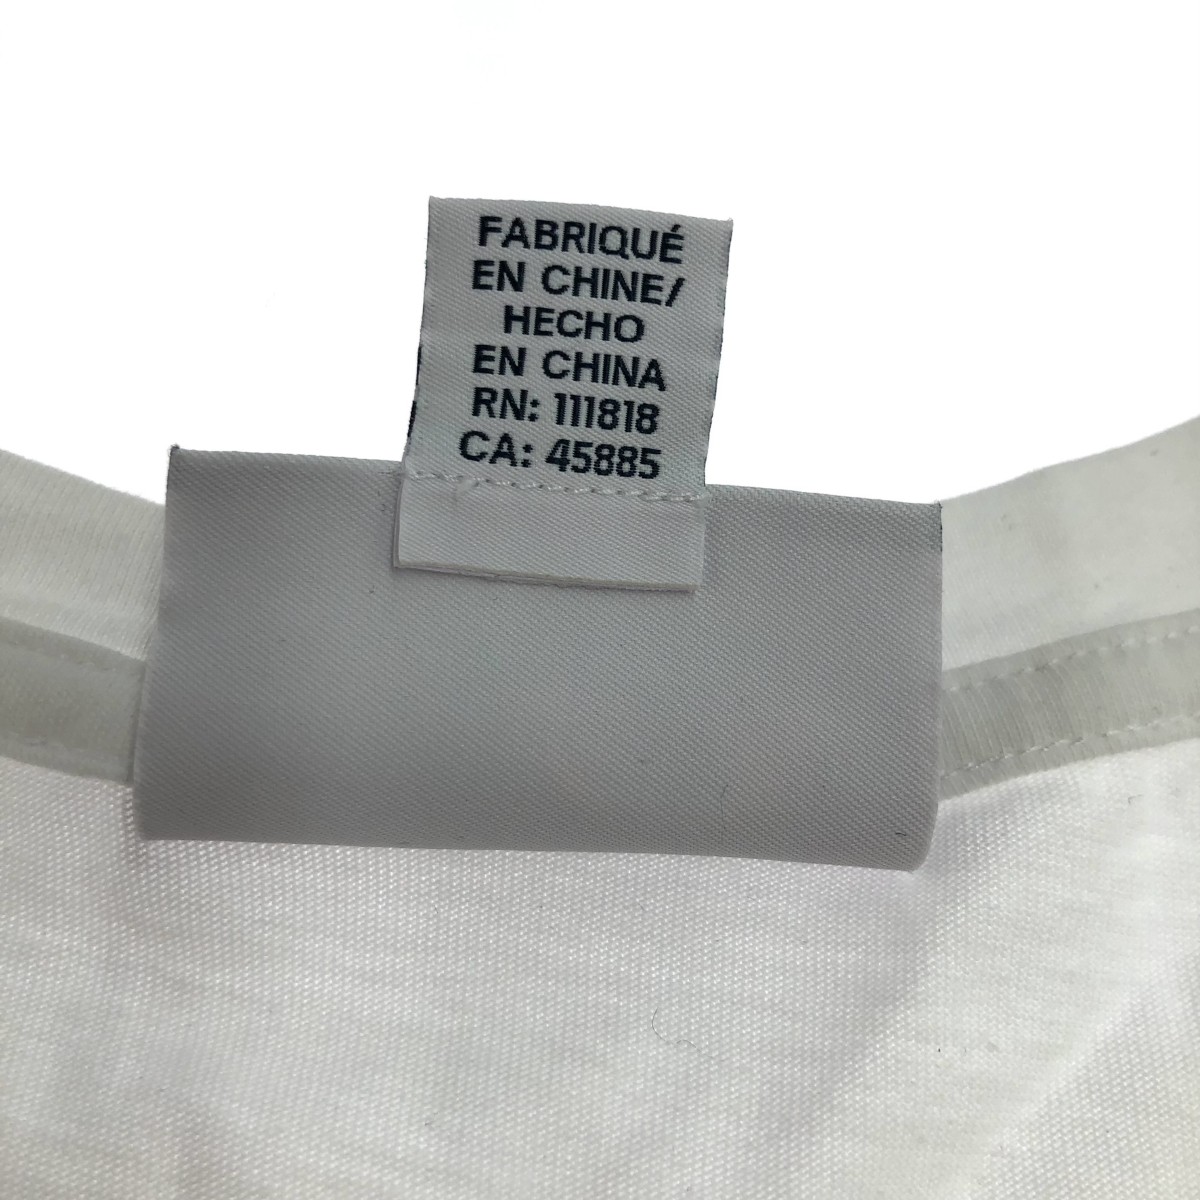 FABRIQUÉ
EN CHINE/
HECHO
EN CHINA
RN: 111818
CA: 45885